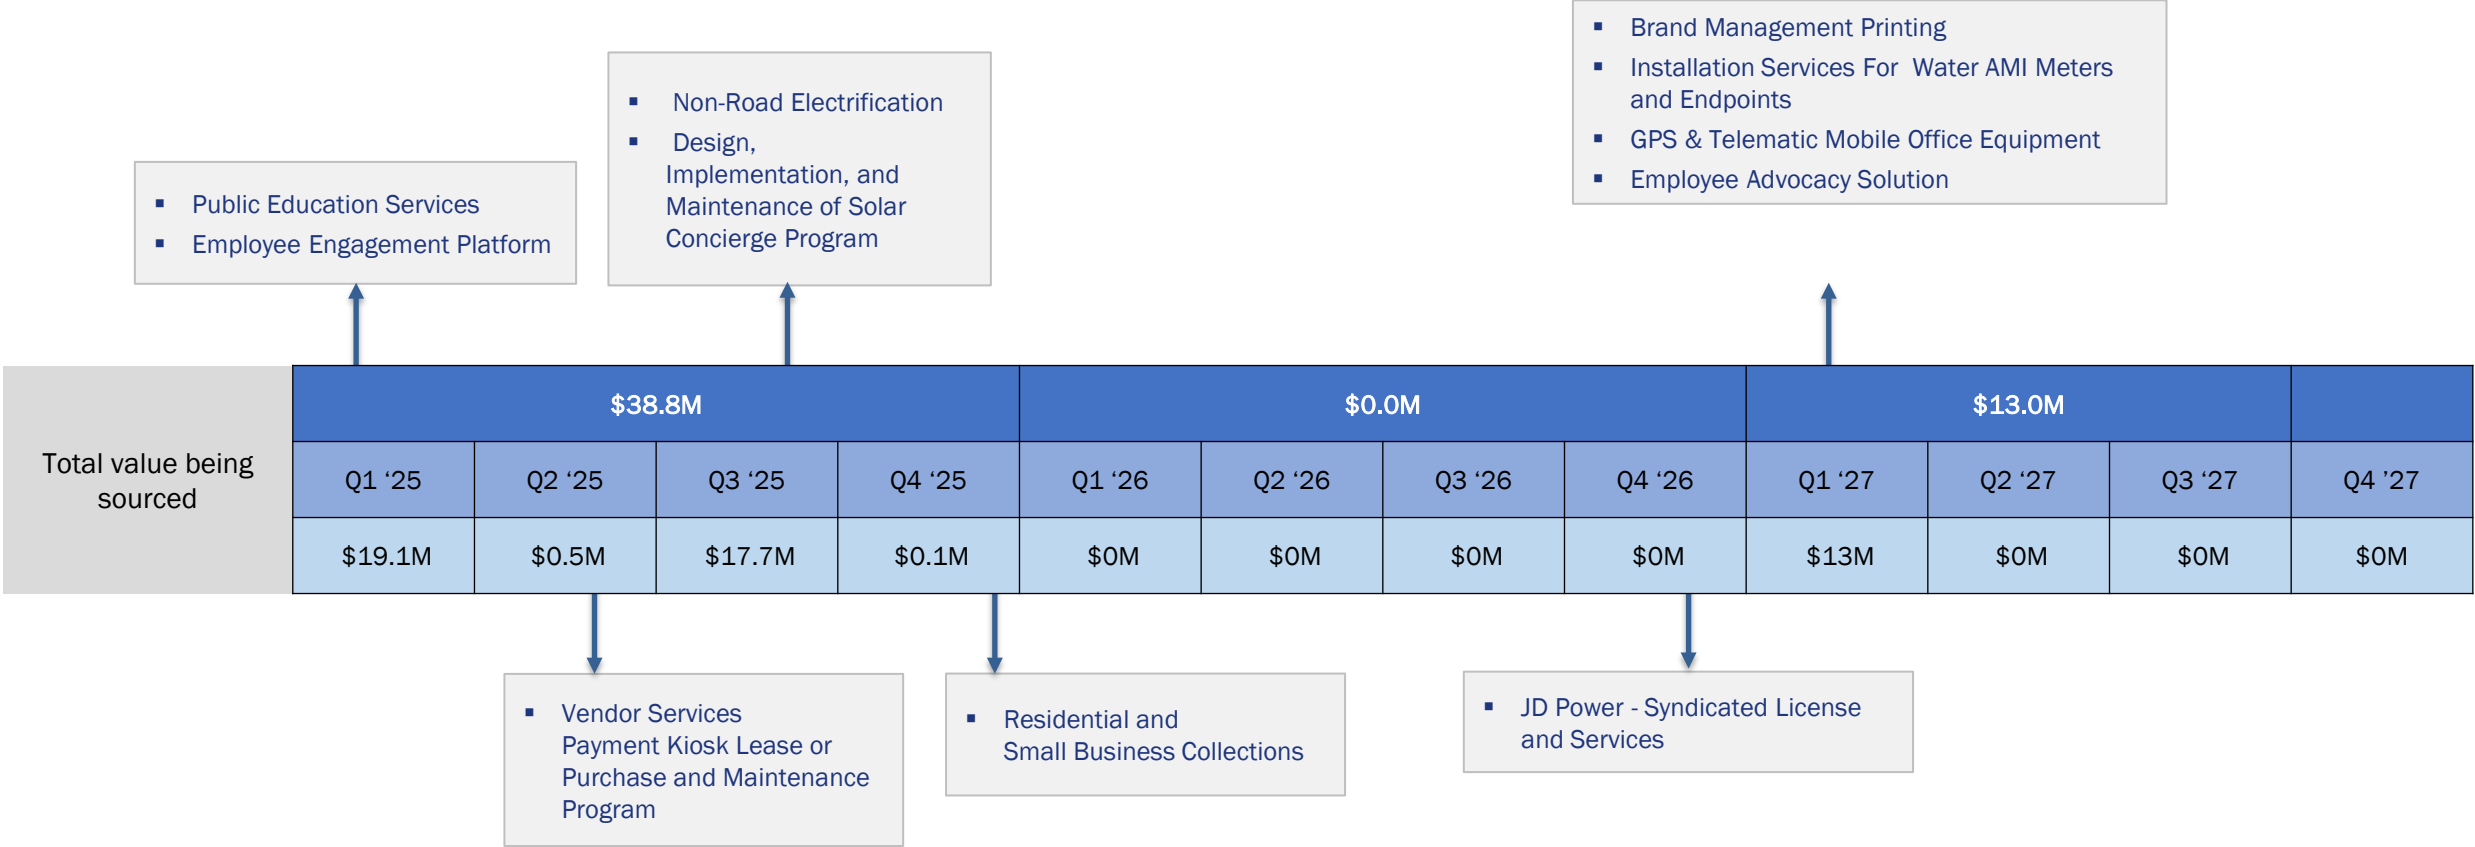 ▪ Brand Management Printing
▪ Installation Services For Water AMI Meters
and Endpoints
▪ GPS & Telematic Mobile Office Equipment
▪ Employee Advocacy Solution
▪ Non-Road Electrification
▪ Design,
Implementation, and
Maintenance of Solar
Concierge Program
▪ Public Education Services
▪ Employee Engagement Platform
Total value being
sourced
$38.8M $0.0M $13.0M
Q1 ‘25 Q2 ‘25 Q3 ‘25 Q4 ‘25 Q1 ‘26 Q2 ‘26 Q3 ‘26 Q4 ‘26 Q1 ‘27 Q2 ‘27 Q3 ‘27 Q4 ’27
$19.1M $0.5M $17.7M $0.1M $0M $0M $0M $0M $13M $0M $0M $0M
▪ Vendor Services
Payment Kiosk Lease or
Purchase and Maintenance
Program
▪ Residential and
Small Business Collections
▪ JD Power - Syndicated License
and Services